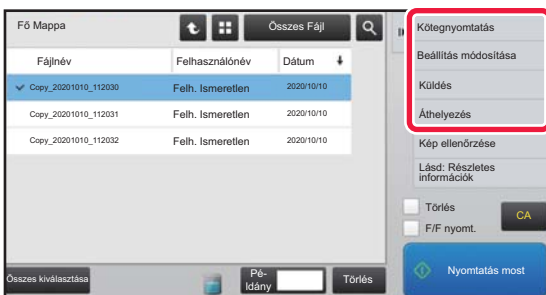 Fő Mappa
Összes Fájl
Fájlnév Felhasználónév Dátum
Copy_20201010_112030 Felh. Ismeretlen 2020/10/10
Copy_20201010_112031 Felh. Ismeretlen 2020/10/10
Copy_20201010_112032 Felh. Ismeretlen 2020/10/10
Összes kiválasztása
Pé-
ldány
Törlés
Kötegnyomtatás
Beállítás módosítása
Küldés
Áthelyezés
Kép ellenőrzése
Lásd: Részletes
információk
Törlés
F/F nyomt.
CA
Nyomtatás most